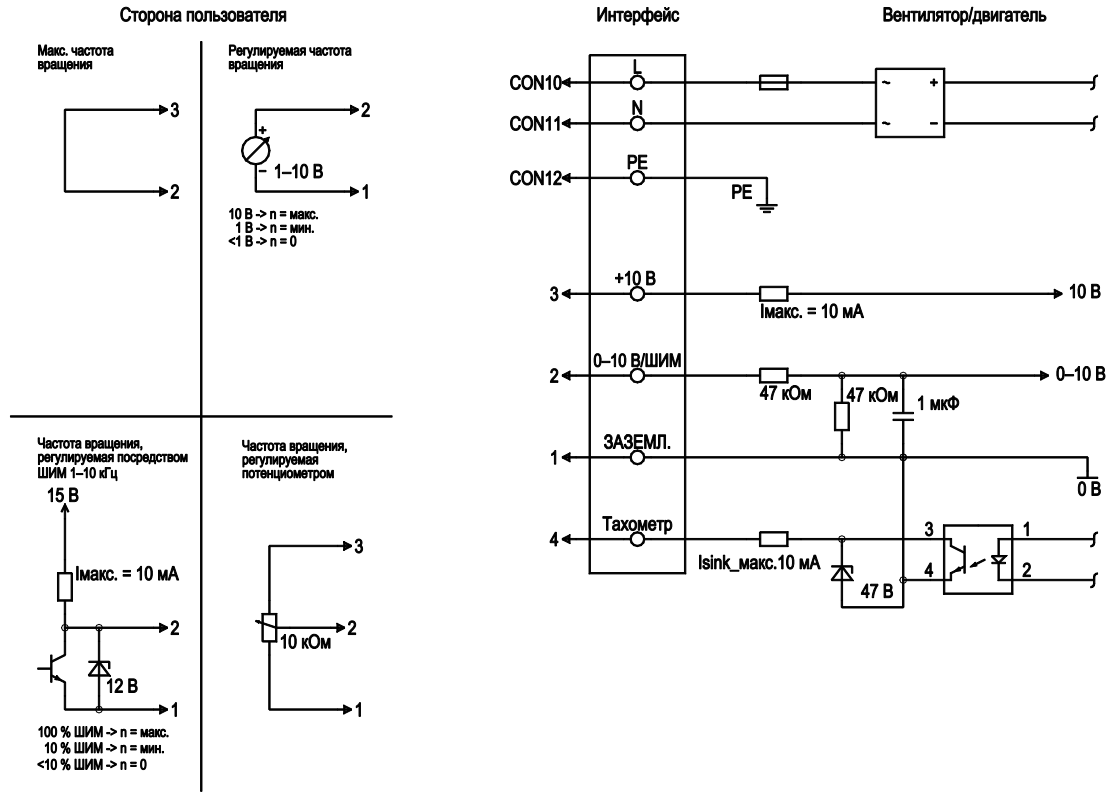 Сторона пользователя
Интерфейс
Вентилятор/двигатель
Макс. частота
вращения
3
2
Регулируемая частота
вращения
2
+
–
1–10 В
1
10 В -> n = макс.
1 В -> n = мин.
<1 В -> n = 0
Частота вращения,
регулируемая посредством
ШИМ 1–10 кГц
15 В
Iмакс. = 10 мА
2
12 В
1
100 % ШИМ -> n = макс.
10 % ШИМ -> n = мин.
<10 % ШИМ -> n = 0
Частота вращения,
регулируемая
потенциометром
3
2
10 кОм
1
L
CON10
~
+
N
CON11
~
–
PE
CON12
PE
+10 В
3
10 В
Iмакс. = 10 мА
0–10 В/ШИМ
2
0–10 В
47 кОм
47 кОм
1 мкФ
ЗАЗЕМЛ.
1
0 В
Тахометр
4
3
1
Isink_макс.10 мА
4
2
47 В